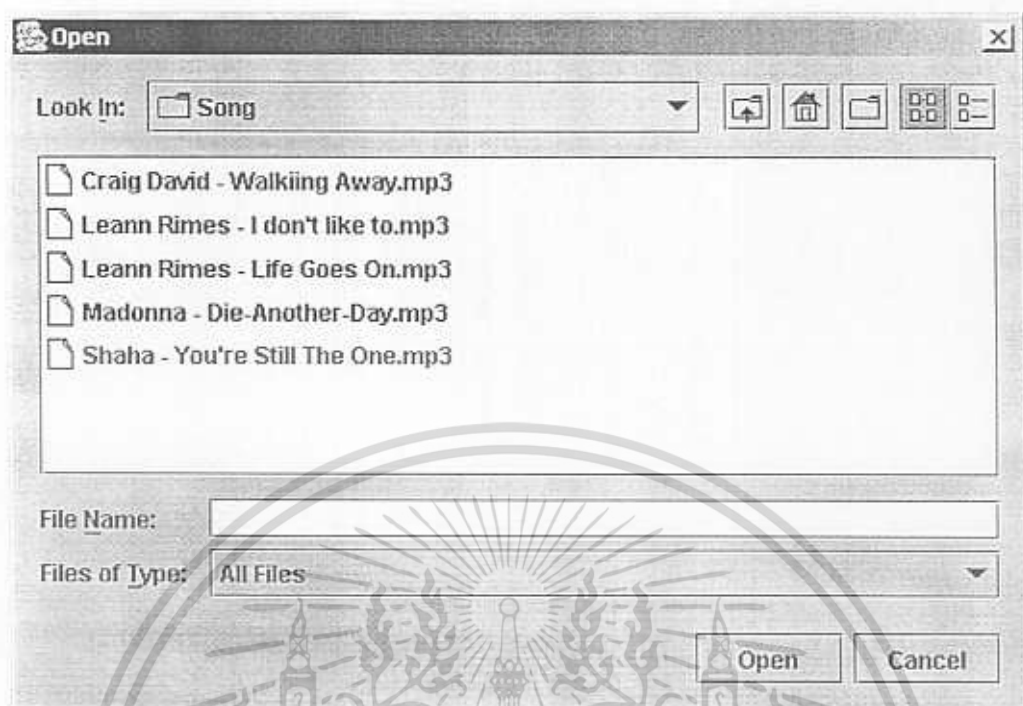 Open
Look In: Song
Craig David - Walkiing Away.mp3
Leann Rimes - I don't like to.mp3
Leann Rimes - Life Goes On.mp3
Madonna - Die-Another-Day.mp3
Shaha - You're Still The One.mp3
File Name:
Files of Type: All Files
Open Cancel